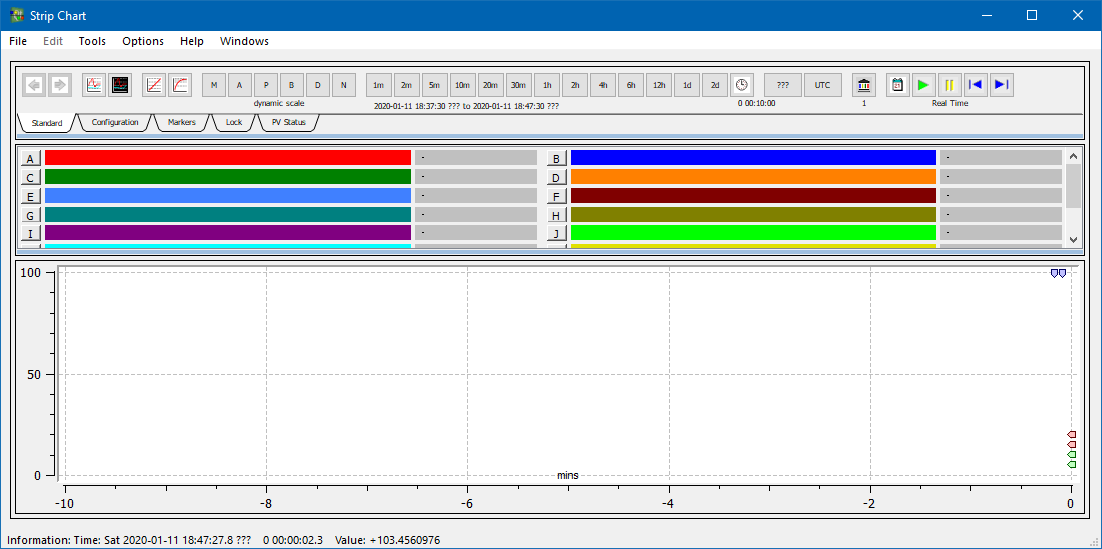 Strip Chart
File Edit Tools Options Help Windows
M A P B D N 1m 2m 5m 10m 20m 30m 1h 2h 4h 6h 12h 1d 2d ??? UTC
dynamic scale 2020-01-11 18:37:30 ??? to 2020-01-11 18:47:30 ??? 0 00:10:00 1 Real Time
Standard Configuration Markers Lock PV Status
A - B -
C - D -
E - F -
G - H -
I - J -
100
50
0
mins
-10 -8 -6 -4 -2 0
Information: Time: Sat 2020-01-11 18:47:27.8 ??? 0 00:00:02.3 Value: +103.4560976